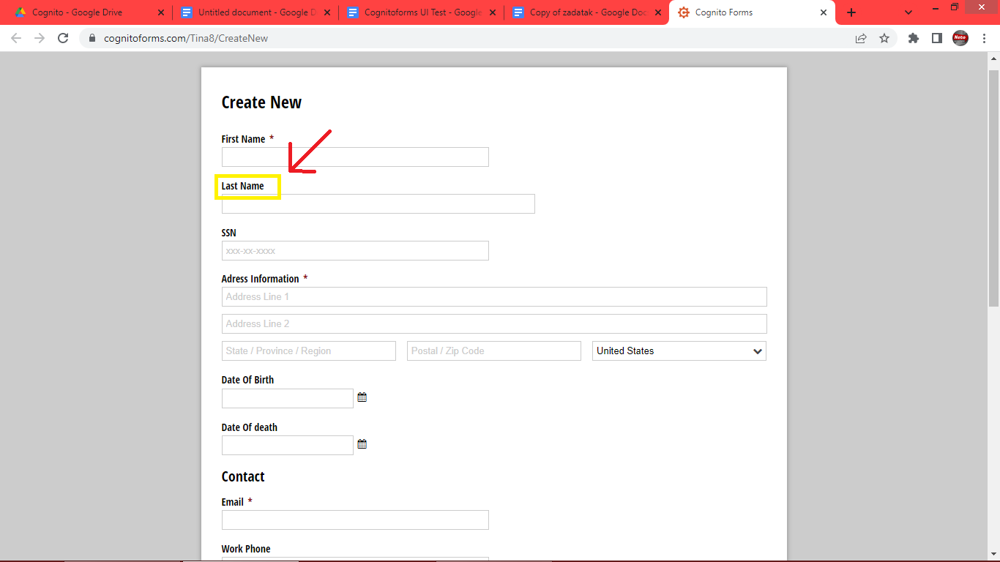 Cognito - Google Drive
Untitled document - Google D
Cognitoforms UI Test - Google
Copy of zadatak - Google Doc
Cognito Forms
cognitoforms.com/Tina8/CreateNew
Neto
Create New
First Name *
Last Name
SSN
xxx-xx-xxxx
Adress Information *
Address Line 1
Address Line 2
State / Province / Region Postal / Zip Code United States
Date Of Birth
Date Of death
Contact
Email *
Work Phone